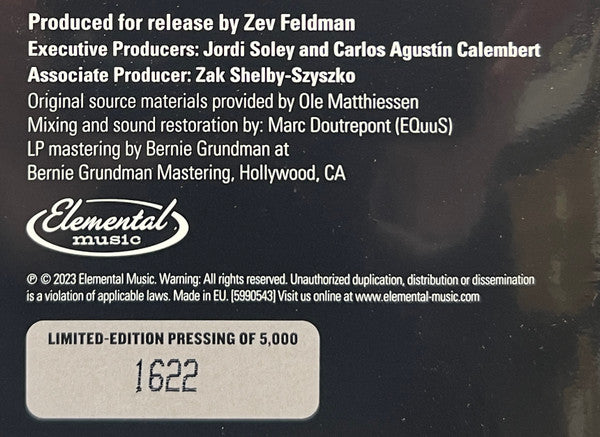 Produced for release by Zev Feldman
Executive Producers: Jordi Soley and Carlos Agustín Calembert
Associate Producer: Zak Shelby-Szyszko
Original source materials provided by Ole Matthiessen
Mixing and sound restoration by: Marc Doutrepont (EQuuS)
LP mastering by Bernie Grundman at
Bernie Grundman Mastering, Hollywood, CA
Elemental
music
℗ © 2023 Elemental Music. Warning: All rights reserved. Unauthorized duplication, distribution or dissemination
is a violation of applicable laws. Made in EU. [5990543] Visit us online at www.elemental-music.com
LIMITED-EDITION PRESSING OF 5,000
1622